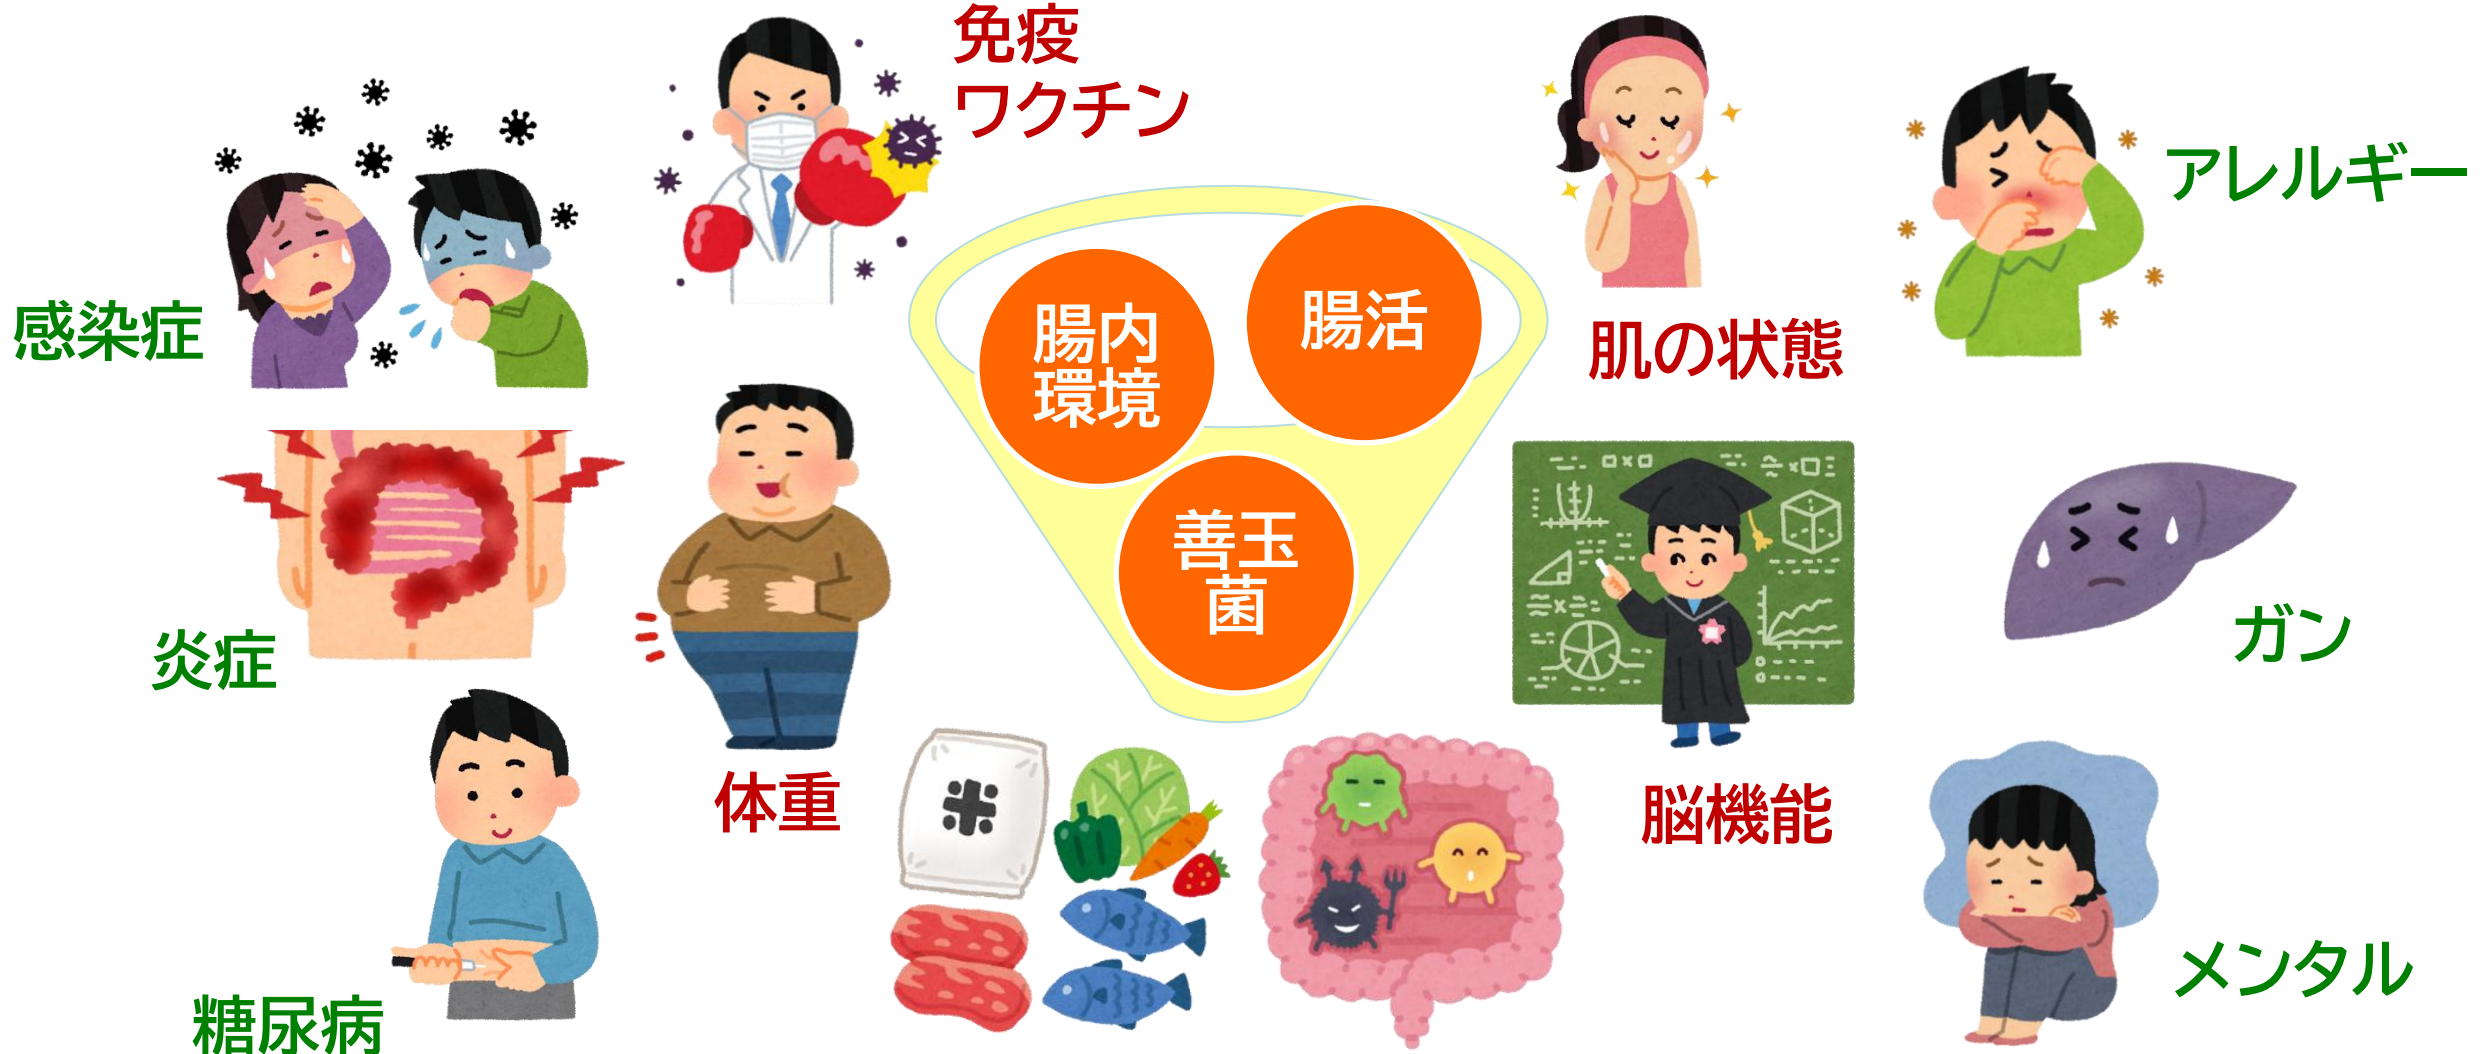 免疫
ワクチン
アレルギー
感染症
腸内
環境
腸活
肌の状態
善玉
菌
炎症
ガン
体重
脳機能
米
メンタル
糖尿病